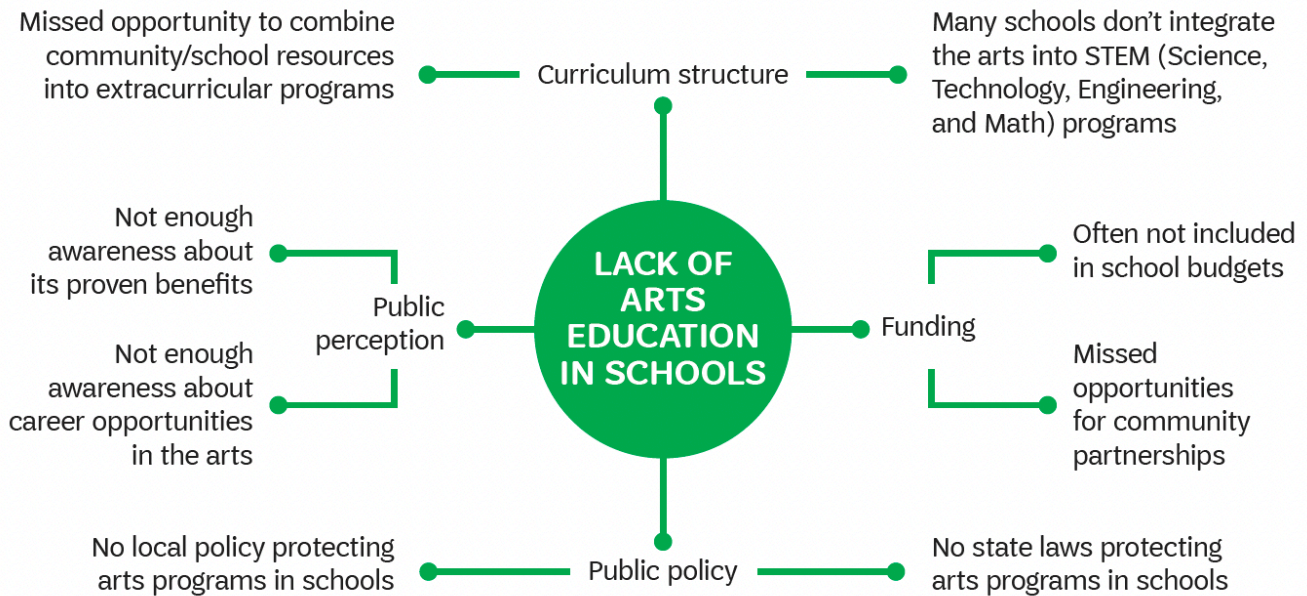 Missed opportunity to combine
community/school resources
into extracurricular programs
Curriculum structure
Many schools don’t integrate
the arts into STEM (Science,
Technology, Engineering,
and Math) programs
Not enough
awareness about
its proven benefits
Public
perception
Not enough
awareness about
career opportunities
in the arts
LACK OF
ARTS
EDUCATION
IN SCHOOLS
Funding
Often not included
in school budgets
Missed
opportunities
for community
partnerships
No local policy protecting
arts programs in schools
Public policy
No state laws protecting
arts programs in schools